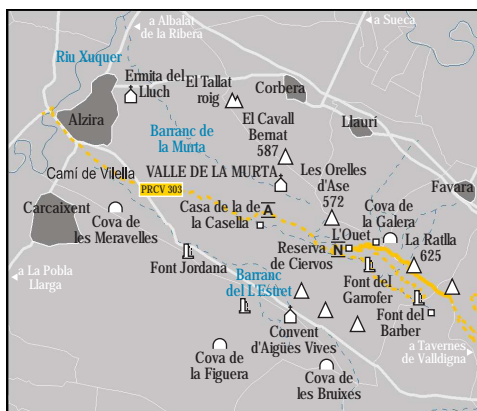 a Albalat
de la Ribera
a Sueca
Riu Xuquer
Ermita del
Lluch
El Tallat
roig
Corbera
Alzira
El Cavall
Bernat
587
Llaurí
Barranc de
la Murta
Camí de Vilella
VALLE DE LA MURTA
Les Orelles
d'Ase
572
Favara
PRCV 303
Carcaixent
Cova de
les Meravelles
Casa de la de
la Casella
A
Cova de
la Galera
L'Ouet
La Ratlla
625
Reserva
de Ciervos
N
a La Pobla
Llarga
Font Jordana
Barranc
del L'Estret
Font del
Garrofer
Font del
Barber
Convent
d'Aigües Vives
a Tavernes
de Valldigna
Cova de
la Figuera
Cova de
les Bruixes